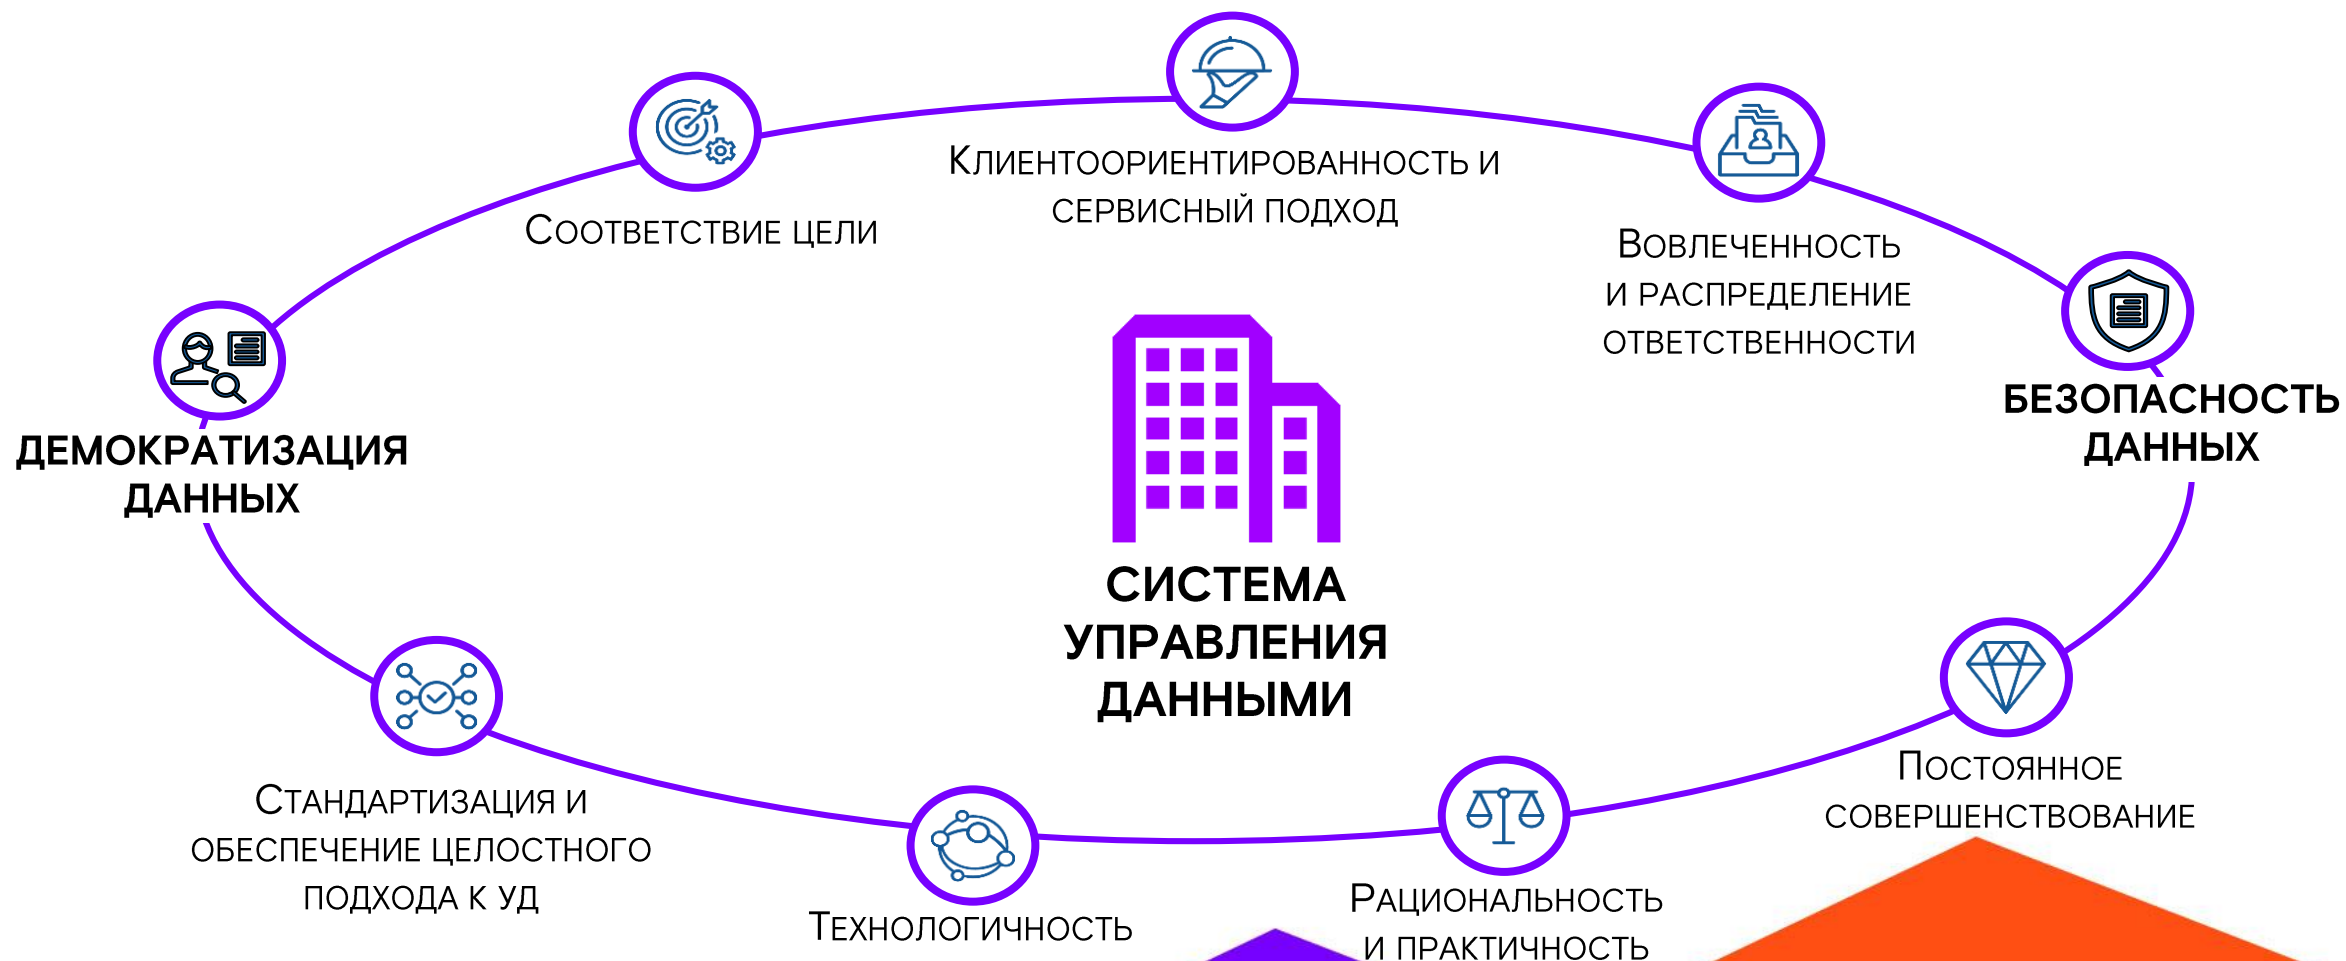 Клиентоориентированность и
сервисный подход
Соответствие цели
Вовлеченность
и распределение
ответственности
БЕЗОПАСНОСТЬ
ДАННЫХ
ДЕМОКРАТИЗАЦИЯ
ДАННЫХ
СИСТЕМА
УПРАВЛЕНИЯ
ДАННЫМИ
Постоянное
совершенствование
Стандартизация и
обеспечение целостного
подхода к УД
Технологичность
Рациональность
и практичность